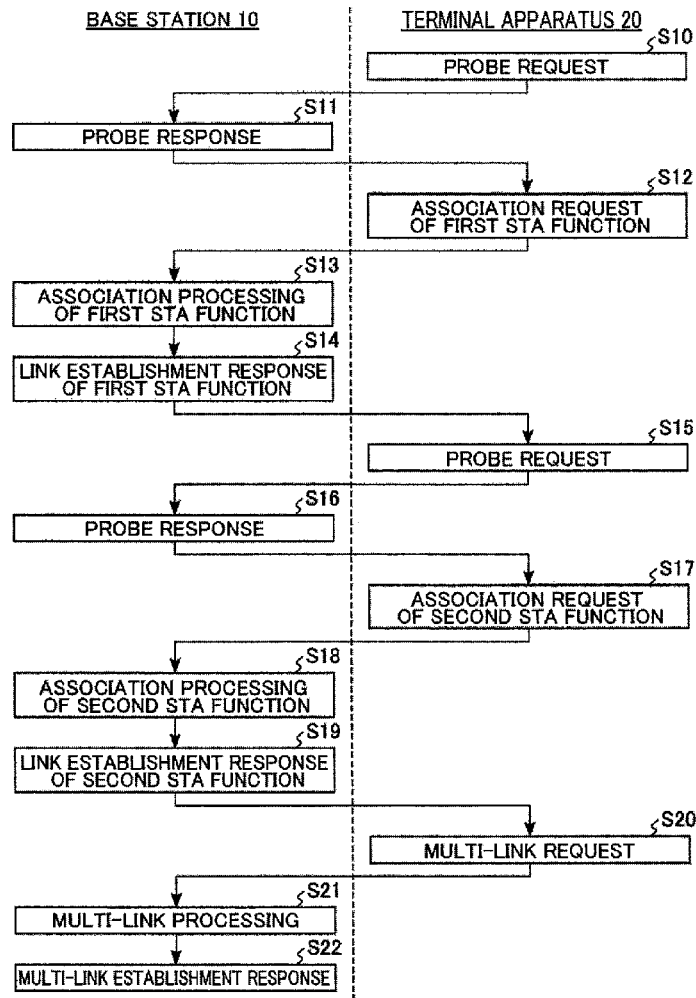 BASE STATION 10
TERMINAL APPARATUS 20
S10
PROBE REQUEST
S11
PROBE RESPONSE
S12
ASSOCIATION REQUEST
OF FIRST STA FUNCTION
S13
ASSOCIATION PROCESSING
OF FIRST STA FUNCTION
S14
LINK ESTABLISHMENT RESPONSE
OF FIRST STA FUNCTION
S15
PROBE REQUEST
S16
PROBE RESPONSE
S17
ASSOCIATION REQUEST
OF SECOND STA FUNCTION
S18
ASSOCIATION PROCESSING
OF SECOND STA FUNCTION
S19
LINK ESTABLISHMENT RESPONSE
OF SECOND STA FUNCTION
S20
MULTI-LINK REQUEST
S21
MULTI-LINK PROCESSING
S22
MULTI-LINK ESTABLISHMENT RESPONSE